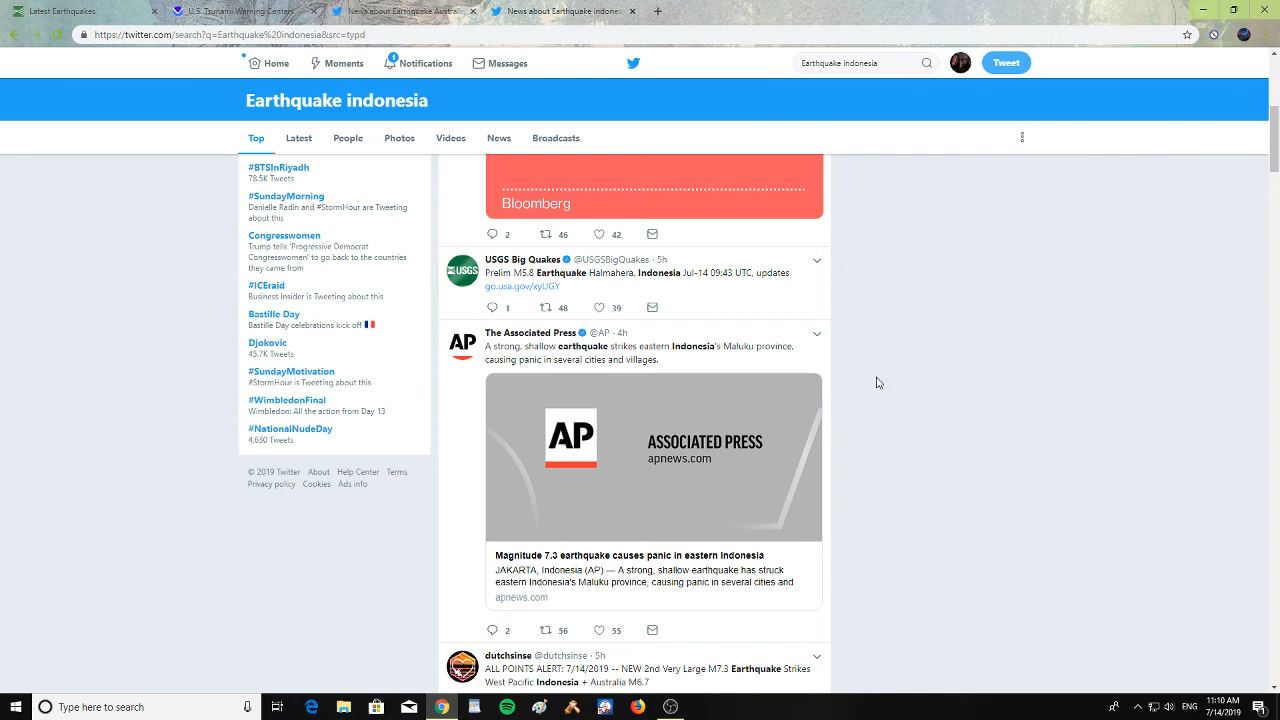 Latest Earthquakes
U.S. Tsunami Warning Centers
News about Earthquake Australi
News about Earthquake indones
https://twitter.com/search?q=Earthquake%20indonesia&src=typd
Home
Moments
1
Notifications
Messages
Earthquake indonesia
Tweet
Earthquake indonesia
Top
Latest
People
Photos
Videos
News
Broadcasts
#BTSInRiyadh
78.5K Tweets
#SundayMorning
Danielle Radin and #StormHour are Tweeting
about this
Congresswomen
Trump tells 'Progressive Democrat
Congresswomen' to go back to the countries
they came from
#ICEraid
Business Insider is Tweeting about this
Bastille Day
Bastille Day celebrations kick off
Djokovic
45.7K Tweets
#SundayMotivation
#StormHour is Tweeting about this
#WimbledonFinal
Wimbledon: All the action from Day 13
#NationalNudeDay
4,630 Tweets
© 2019 Twitter About Help Center Terms
Privacy policy Cookies Ads info
Bloomberg
2 46 42
USGS
USGS Big Quakes @USGSBigQuakes · 5h
Prelim M5.8 Earthquake Halmahera, Indonesia Jul-14 09:43 UTC, updates
go.usa.gov/xyUGY
1 48 39
AP
The Associated Press @AP · 4h
A strong, shallow earthquake strikes eastern Indonesia's Maluku province,
causing panic in several cities and villages.
AP
ASSOCIATED PRESS
apnews.com
Magnitude 7.3 earthquake causes panic in eastern Indonesia
JAKARTA, Indonesia (AP) — A strong, shallow earthquake has struck
eastern Indonesia's Maluku province, causing panic in several cities and
apnews.com
2 56 55
dutchsinse @dutchsinse · 5h
ALL POINTS ALERT: 7/14/2019 -- NEW 2nd Very Large M7.3 Earthquake Strikes
West Pacific Indonesia + Australia M6.7
Type here to search
ENG
11:10 AM
7/14/2019